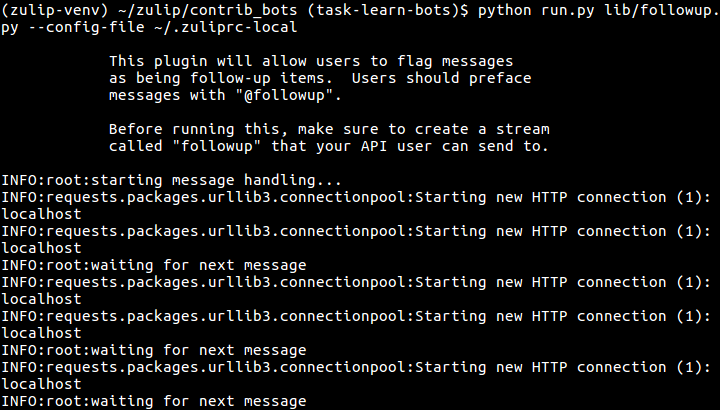 (zulip-venv) ~/zulip/contrib_bots (task-learn-bots)$ python run.py lib/followup.
py --config-file ~/.zuliprc-local
This plugin will allow users to flag messages
as being follow-up items.  Users should preface
messages with "@followup".
Before running this, make sure to create a stream
called "followup" that your API user can send to.
INFO:root:starting message handling...
INFO:requests.packages.urllib3.connectionpool:Starting new HTTP connection (1):
localhost
INFO:requests.packages.urllib3.connectionpool:Starting new HTTP connection (1):
localhost
INFO:root:waiting for next message
INFO:requests.packages.urllib3.connectionpool:Starting new HTTP connection (1):
localhost
INFO:requests.packages.urllib3.connectionpool:Starting new HTTP connection (1):
localhost
INFO:root:waiting for next message
INFO:requests.packages.urllib3.connectionpool:Starting new HTTP connection (1):
localhost
INFO:root:waiting for next message